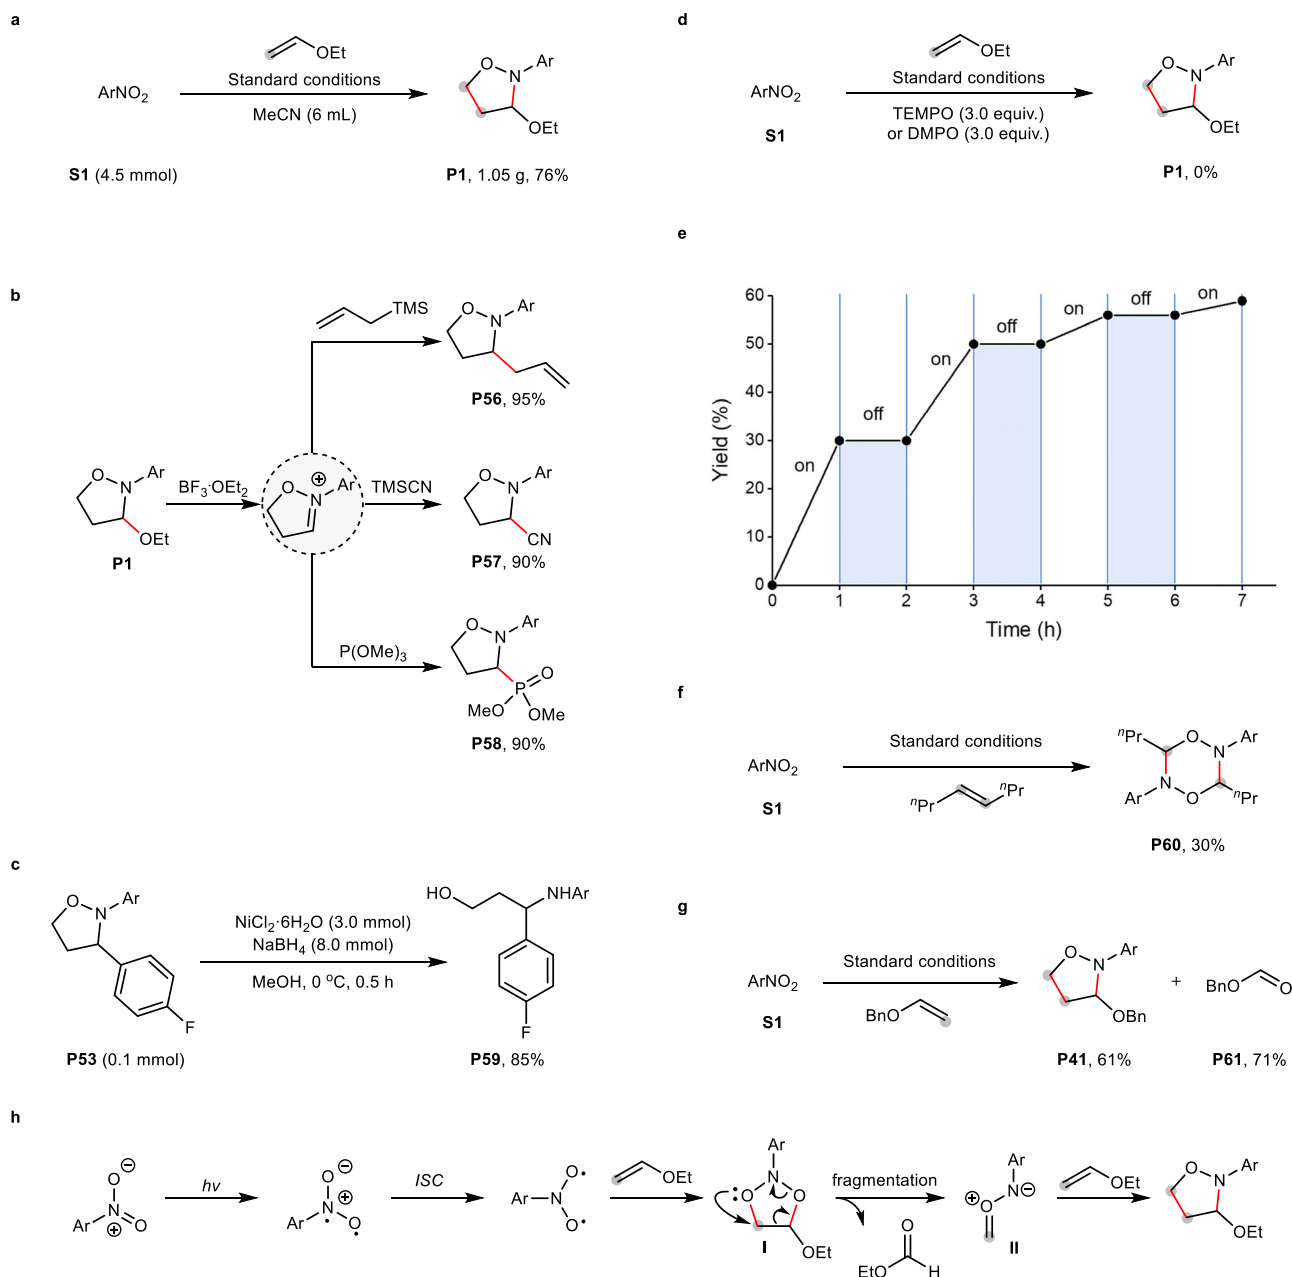 a
OEt
ArNO2
Standard conditions
MeCN (6 mL)
O
N
Ar
OEt
S1 (4.5 mmol)
P1, 1.05 g, 76%
b
TMS
O
N
Ar
P56, 95%
O
N
Ar
OEt
P1
BF3·OEt2
O
N
⊕
Ar
TMSCN
O
N
Ar
CN
P57, 90%
P(OMe)3
O
N
Ar
P
O
MeO
OMe
P58, 90%
c
O
N
Ar
F
P53 (0.1 mmol)
NiCl2·6H2O (3.0 mmol)
NaBH4 (8.0 mmol)
MeOH, 0 ºC, 0.5 h
HO
NHAr
F
P59, 85%
d
OEt
ArNO2
S1
Standard conditions
TEMPO (3.0 equiv.)
or DMPO (3.0 equiv.)
O
N
Ar
OEt
P1, 0%
e
Yield (%)
60
50
40
30
20
10
0
on
off
on
off
on
off
on
0 1 2 3 4 5 6 7
Time (h)
f
ArNO2
S1
Standard conditions
nPr
nPr
nPr
O
N
Ar
Ar
N
O
nPr
P60, 30%
g
ArNO2
S1
Standard conditions
BnO
O
N
Ar
OBn
P41, 61%
+
BnO
O
P61, 71%
h
O
⊖
N
⊕
Ar
O
hv
O
⊖
N
⊕
Ar
O
ISC
Ar
N
O
O
OEt
Ar
N
O
O
OEt
I
fragmentation
O
EtO
H
Ar
N
⊖
⊕
O
II
OEt
O
N
Ar
OEt